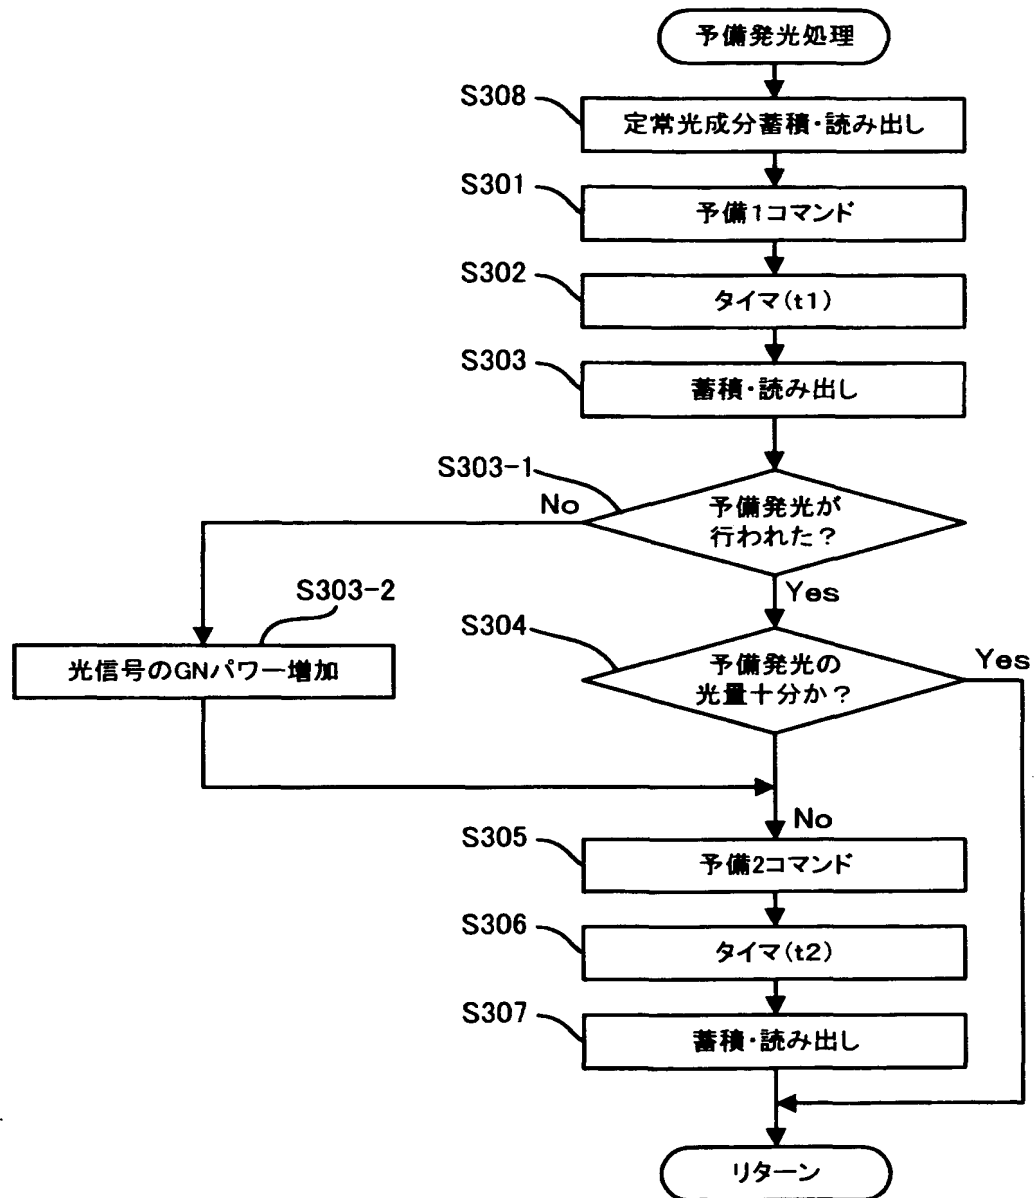 予備発光処理
S308
定常光成分蓄積・読み出し
S301
予備1コマンド
S302
タイマ(t1)
S303
蓄積・読み出し
S303-1
予備発光が
行われた?
No
Yes
S303-2
光信号のGNパワー増加
S304
予備発光の
光量十分か?
Yes
No
S305
予備2コマンド
S306
タイマ(t2)
S307
蓄積・読み出し
リターン